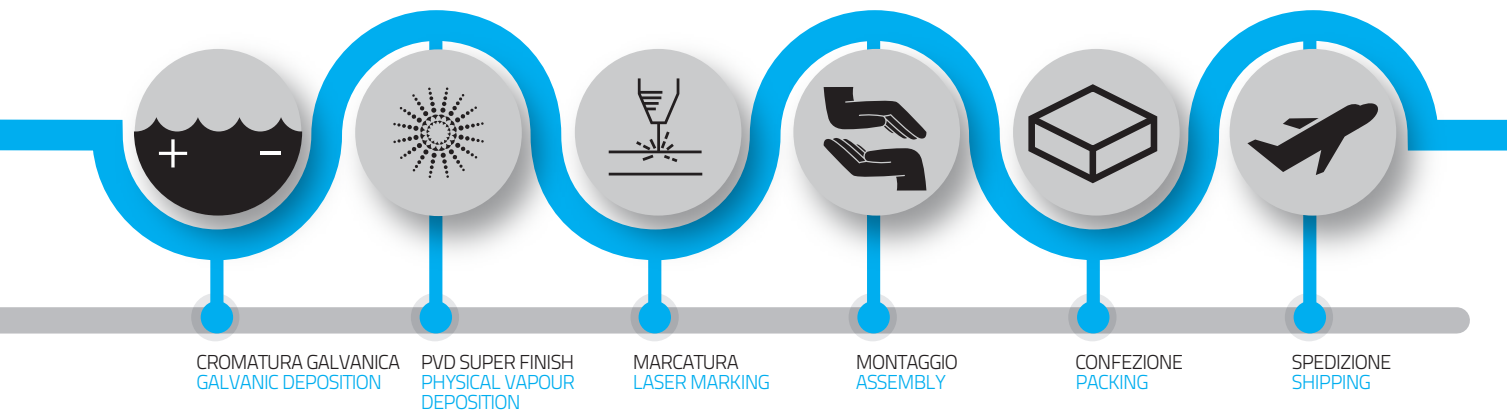 CROMATURA GALVANICA
GALVANIC DEPOSITION
PVD SUPER FINISH
PHYSICAL VAPOUR
DEPOSITION
MARCATURA
LASER MARKING
MONTAGGIO
ASSEMBLY
CONFEZIONE
PACKING
SPEDIZIONE
SHIPPING